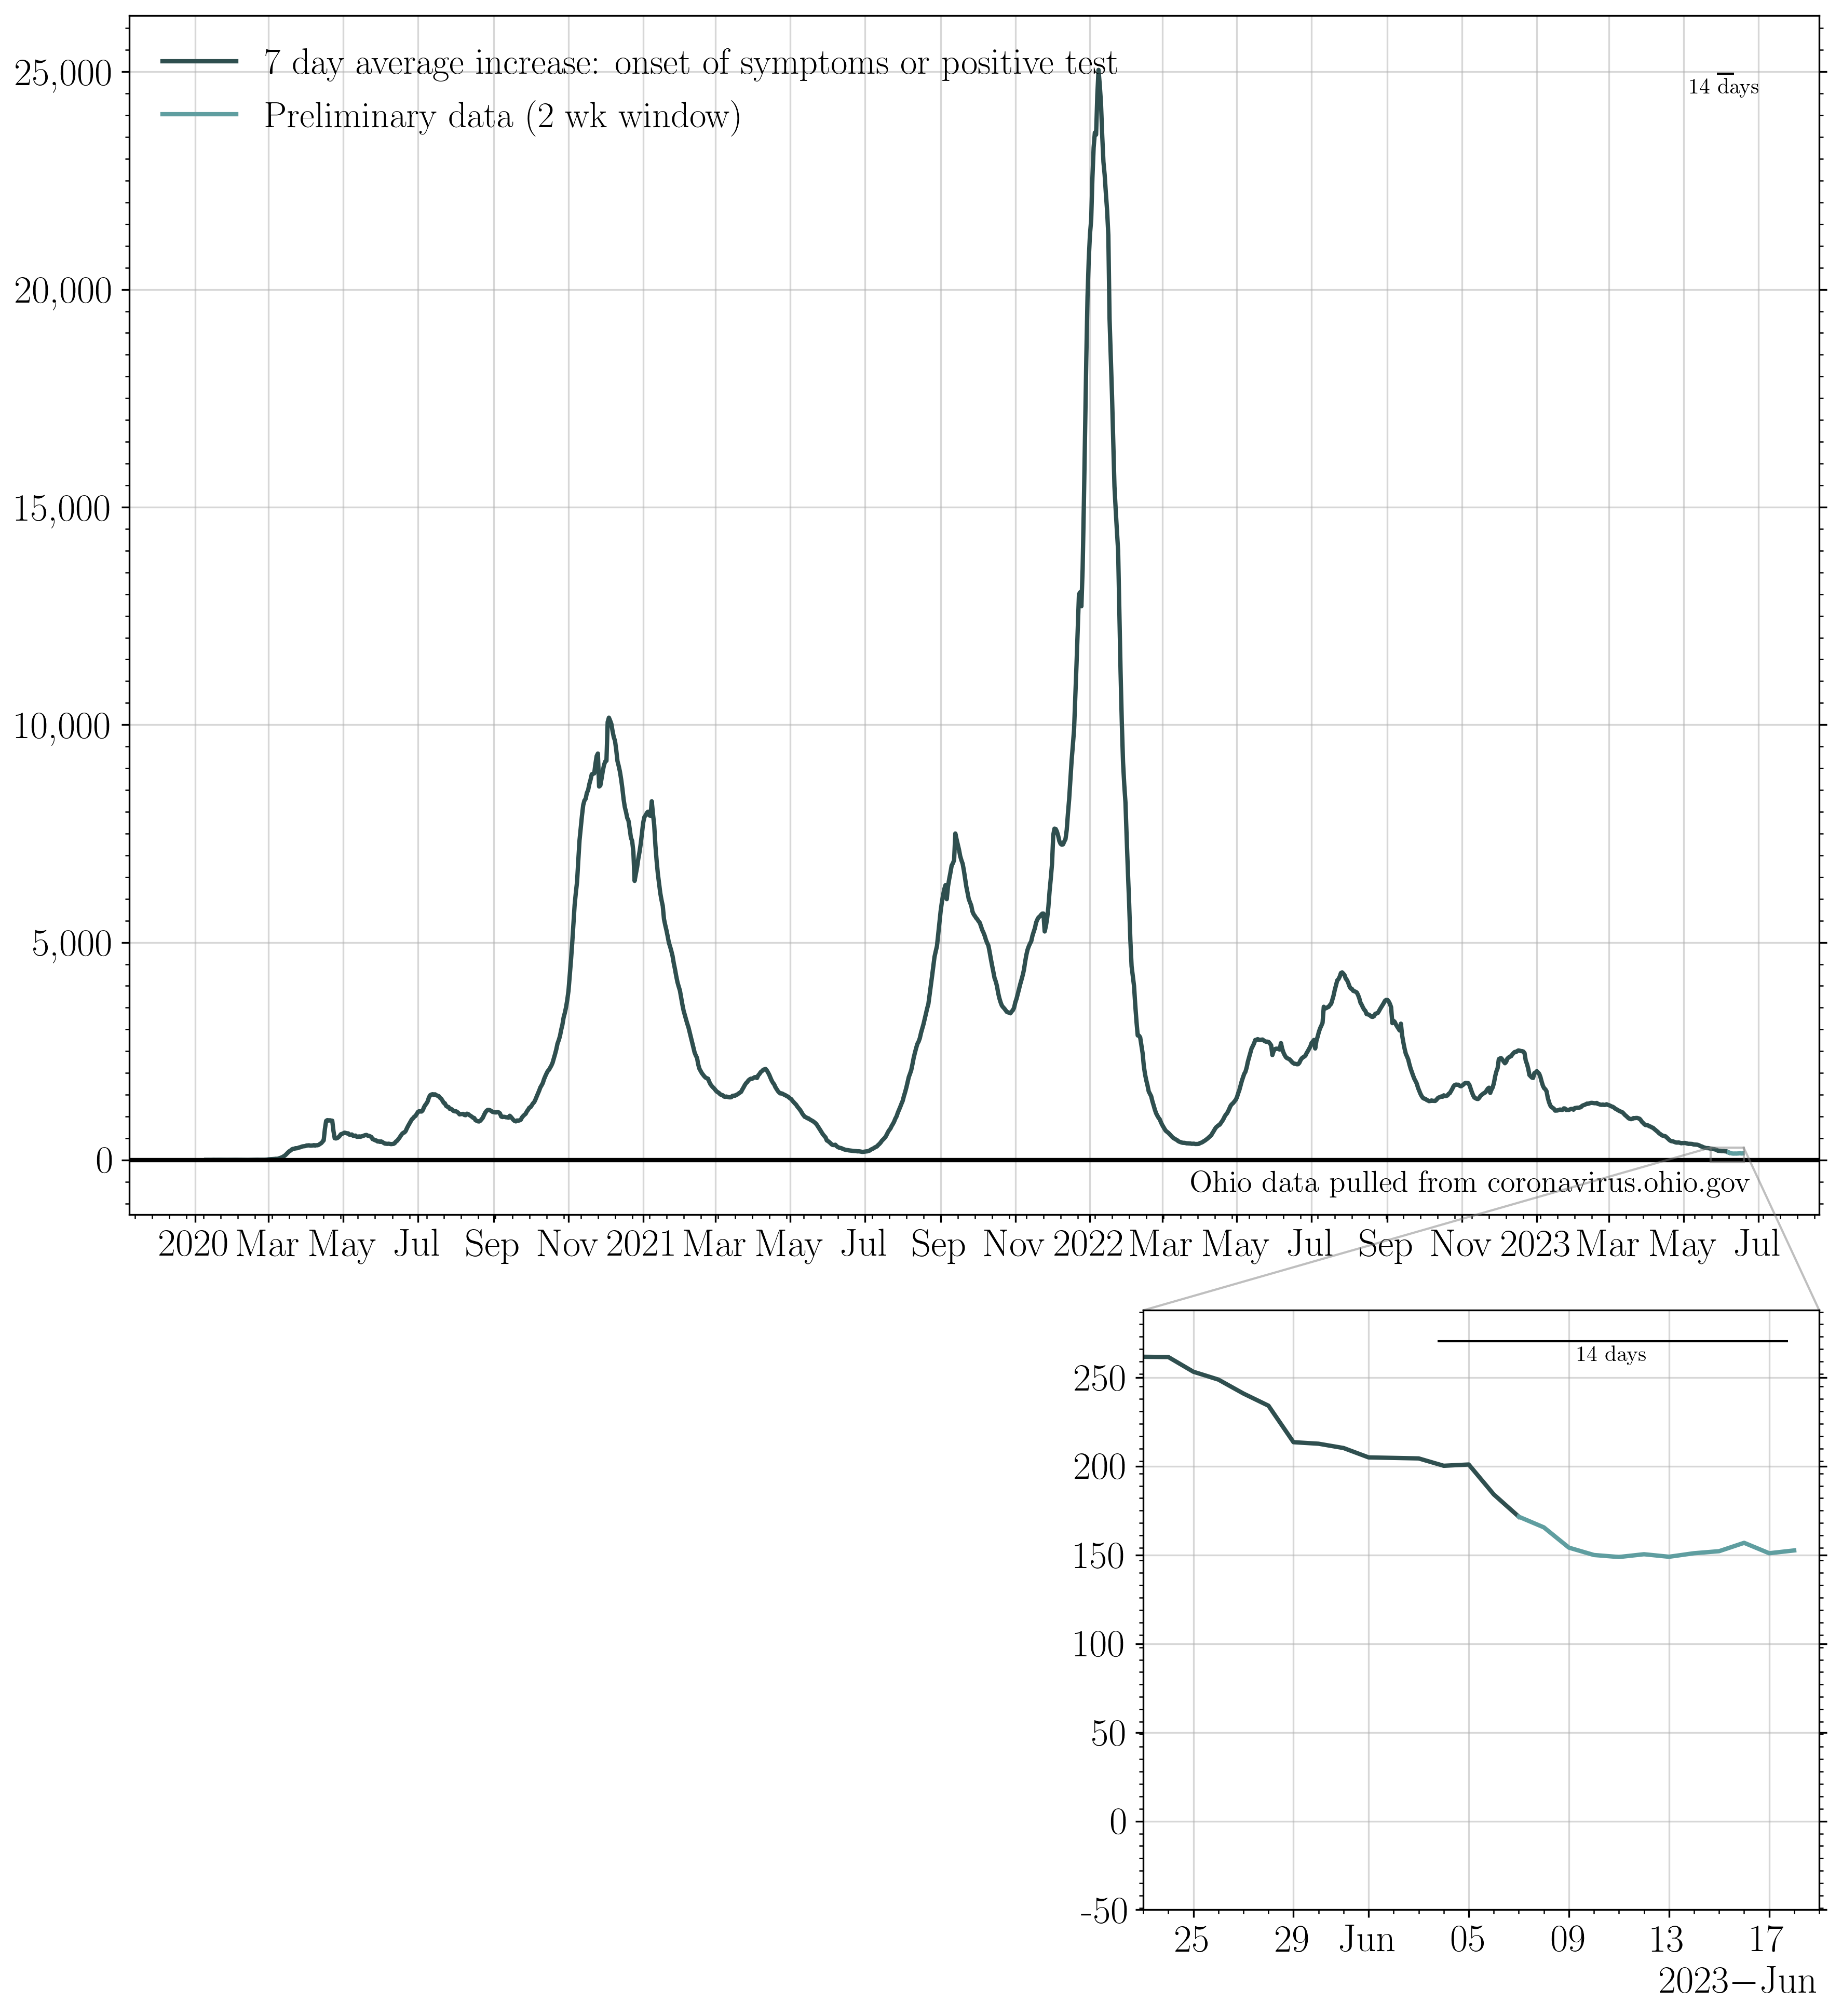 7 day average increase: onset of symptoms or positive test
Preliminary data (2 wk window)
14 days
25,000
20,000
15,000
10,000
5,000
0
Ohio data pulled from coronavirus.ohio.gov
2020 Mar May Jul Sep Nov 2021 Mar May Jul Sep Nov 2022 Mar May Jul Sep Nov 2023 Mar May Jul
14 days
250
200
150
100
50
0
-50
25 29 Jun 05 09 13 17
2023−Jun